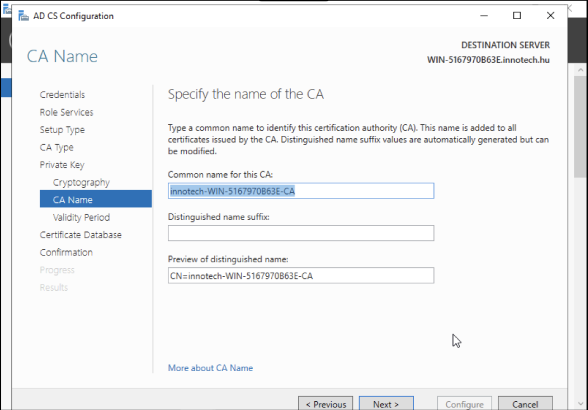 AD CS Configuration
CA Name
DESTINATION SERVER
WIN-5167970B63E.innotech.hu
Credentials
Role Services
Setup Type
CA Type
Private Key
Cryptography
CA Name
Validity Period
Certificate Database
Confirmation
Progress
Results
Specify the name of the CA
Type a common name to identify this certification authority (CA). This name is added to all
certificates issued by the CA. Distinguished name suffix values are automatically generated but can
be modified.
Common name for this CA:
innotech-WIN-5167970B63E-CA
Distinguished name suffix:
Preview of distinguished name:
CN=innotech-WIN-5167970B63E-CA
More about CA Name
< Previous
Next >
Configure
Cancel